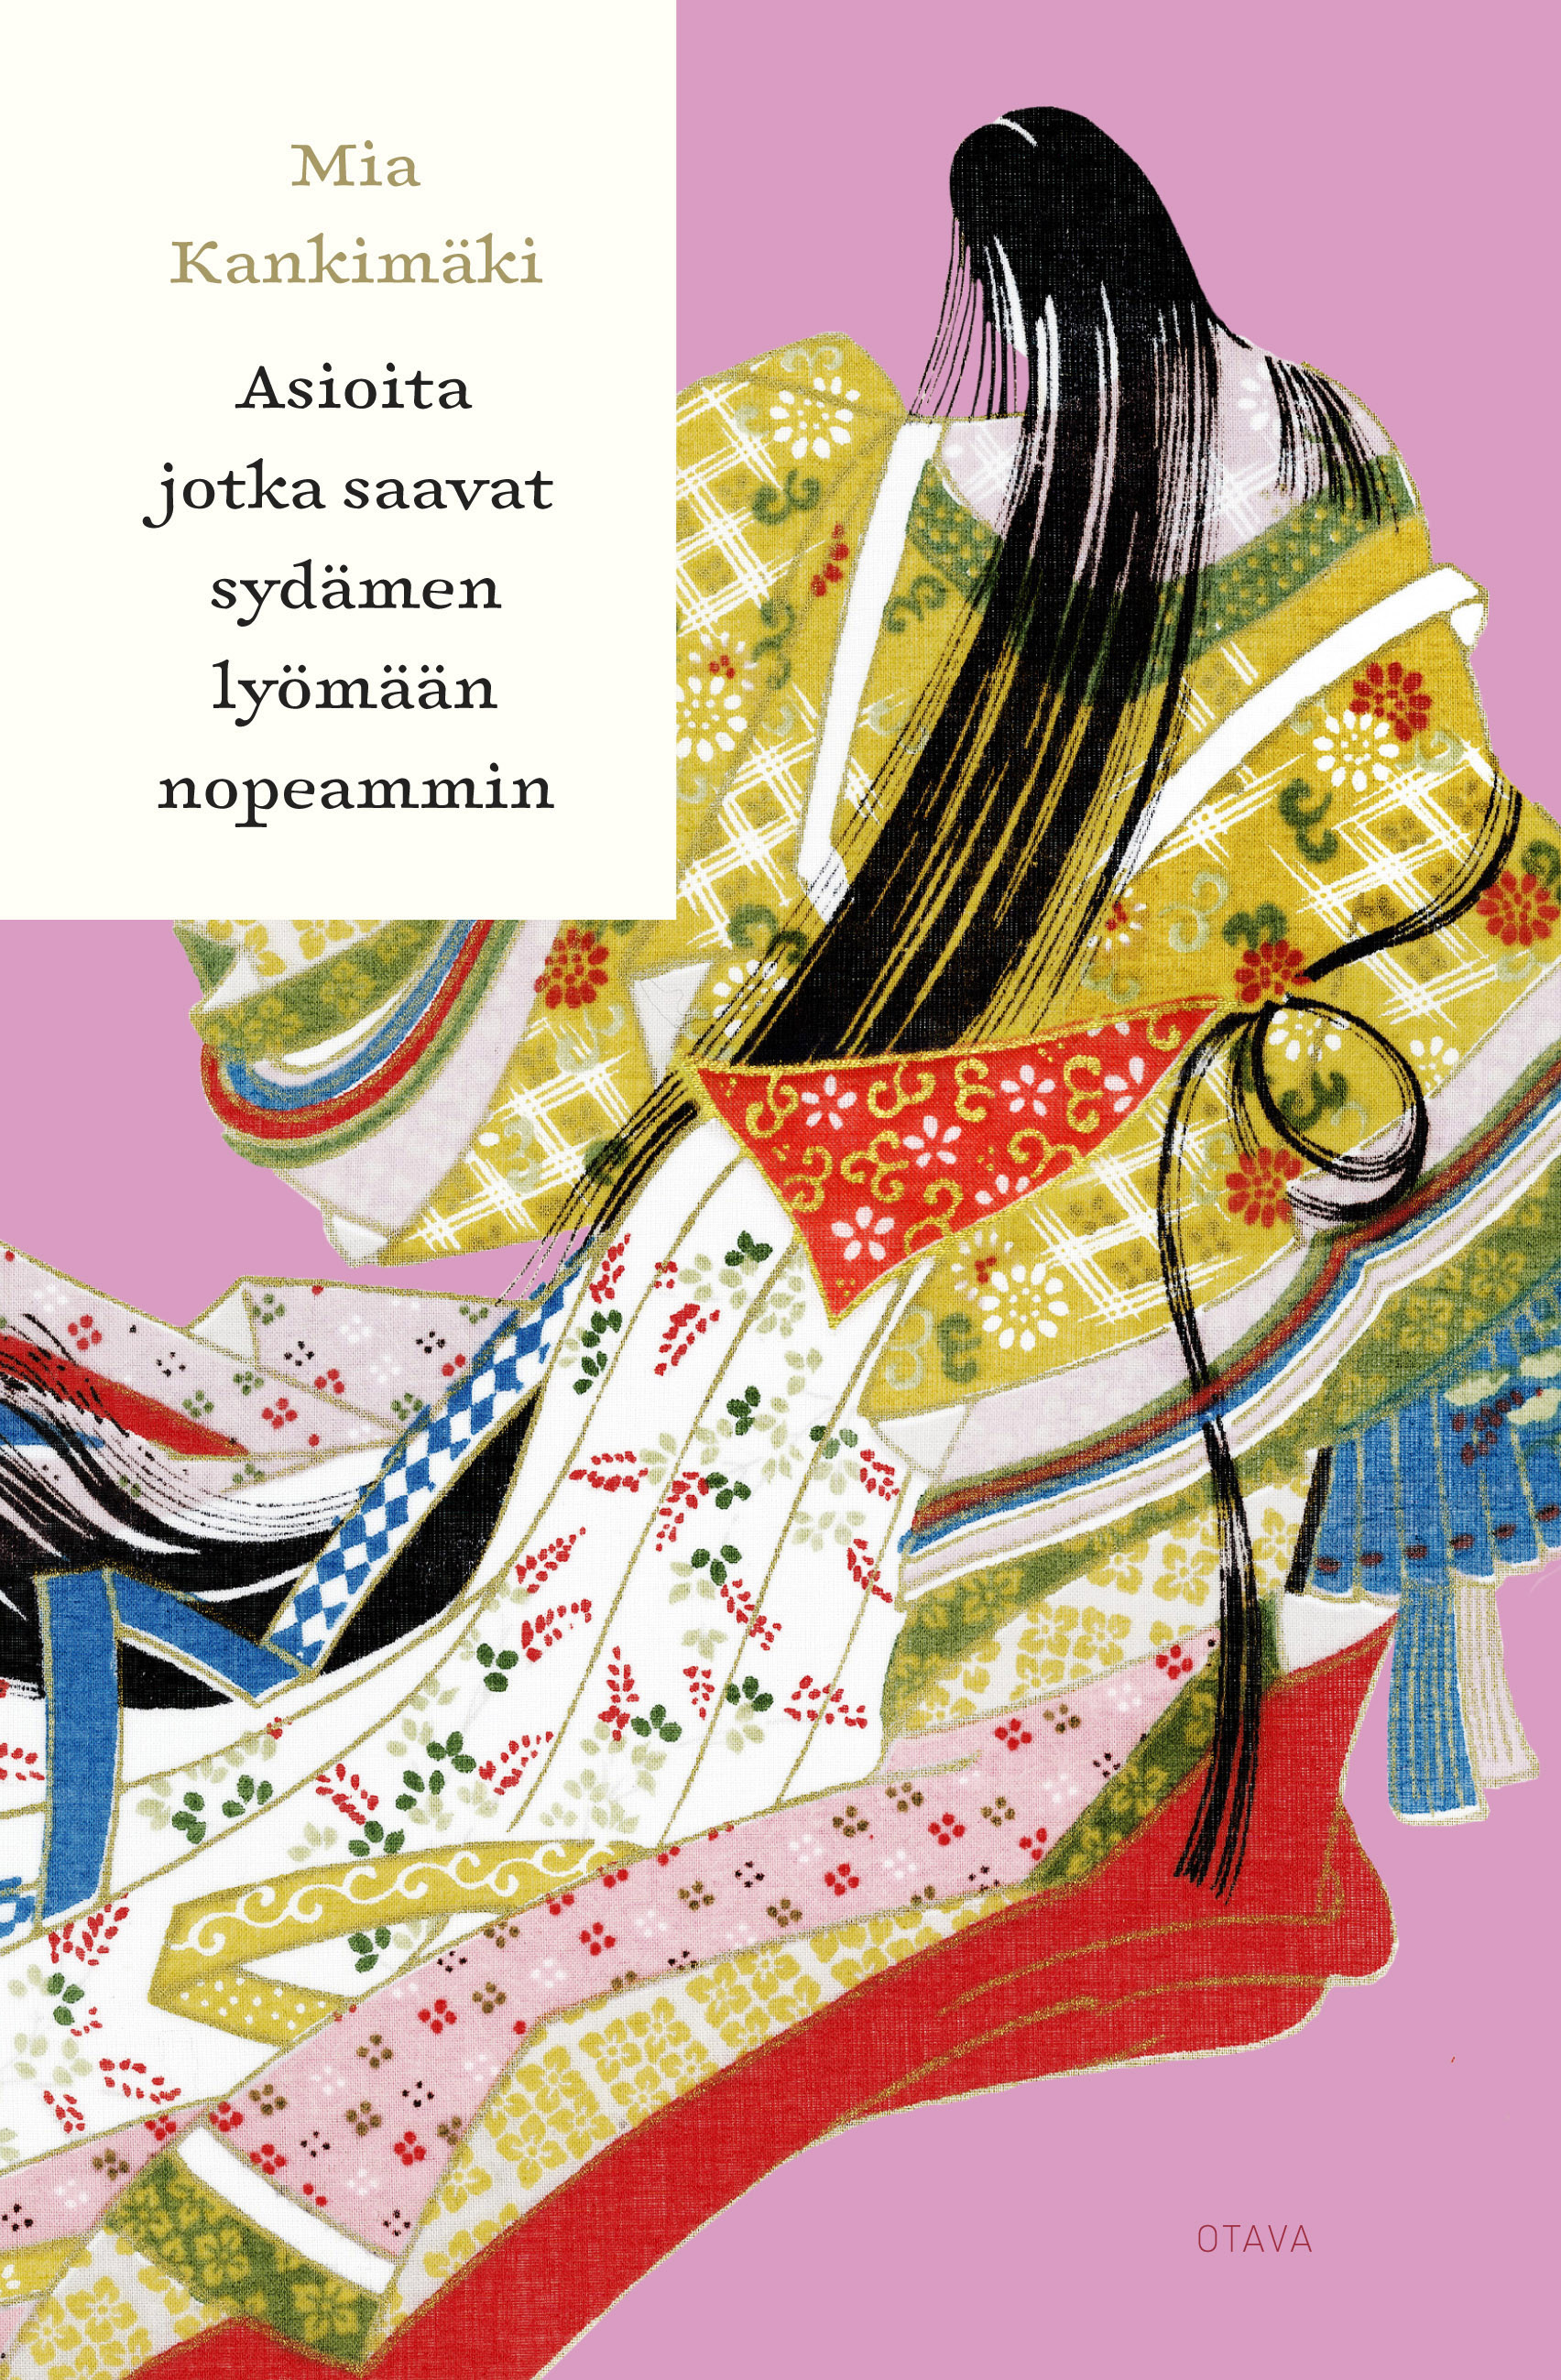 Mia
Kankimäki
Asioita
jotka saavat
sydämen
lyömään
nopeammin
OTAVA